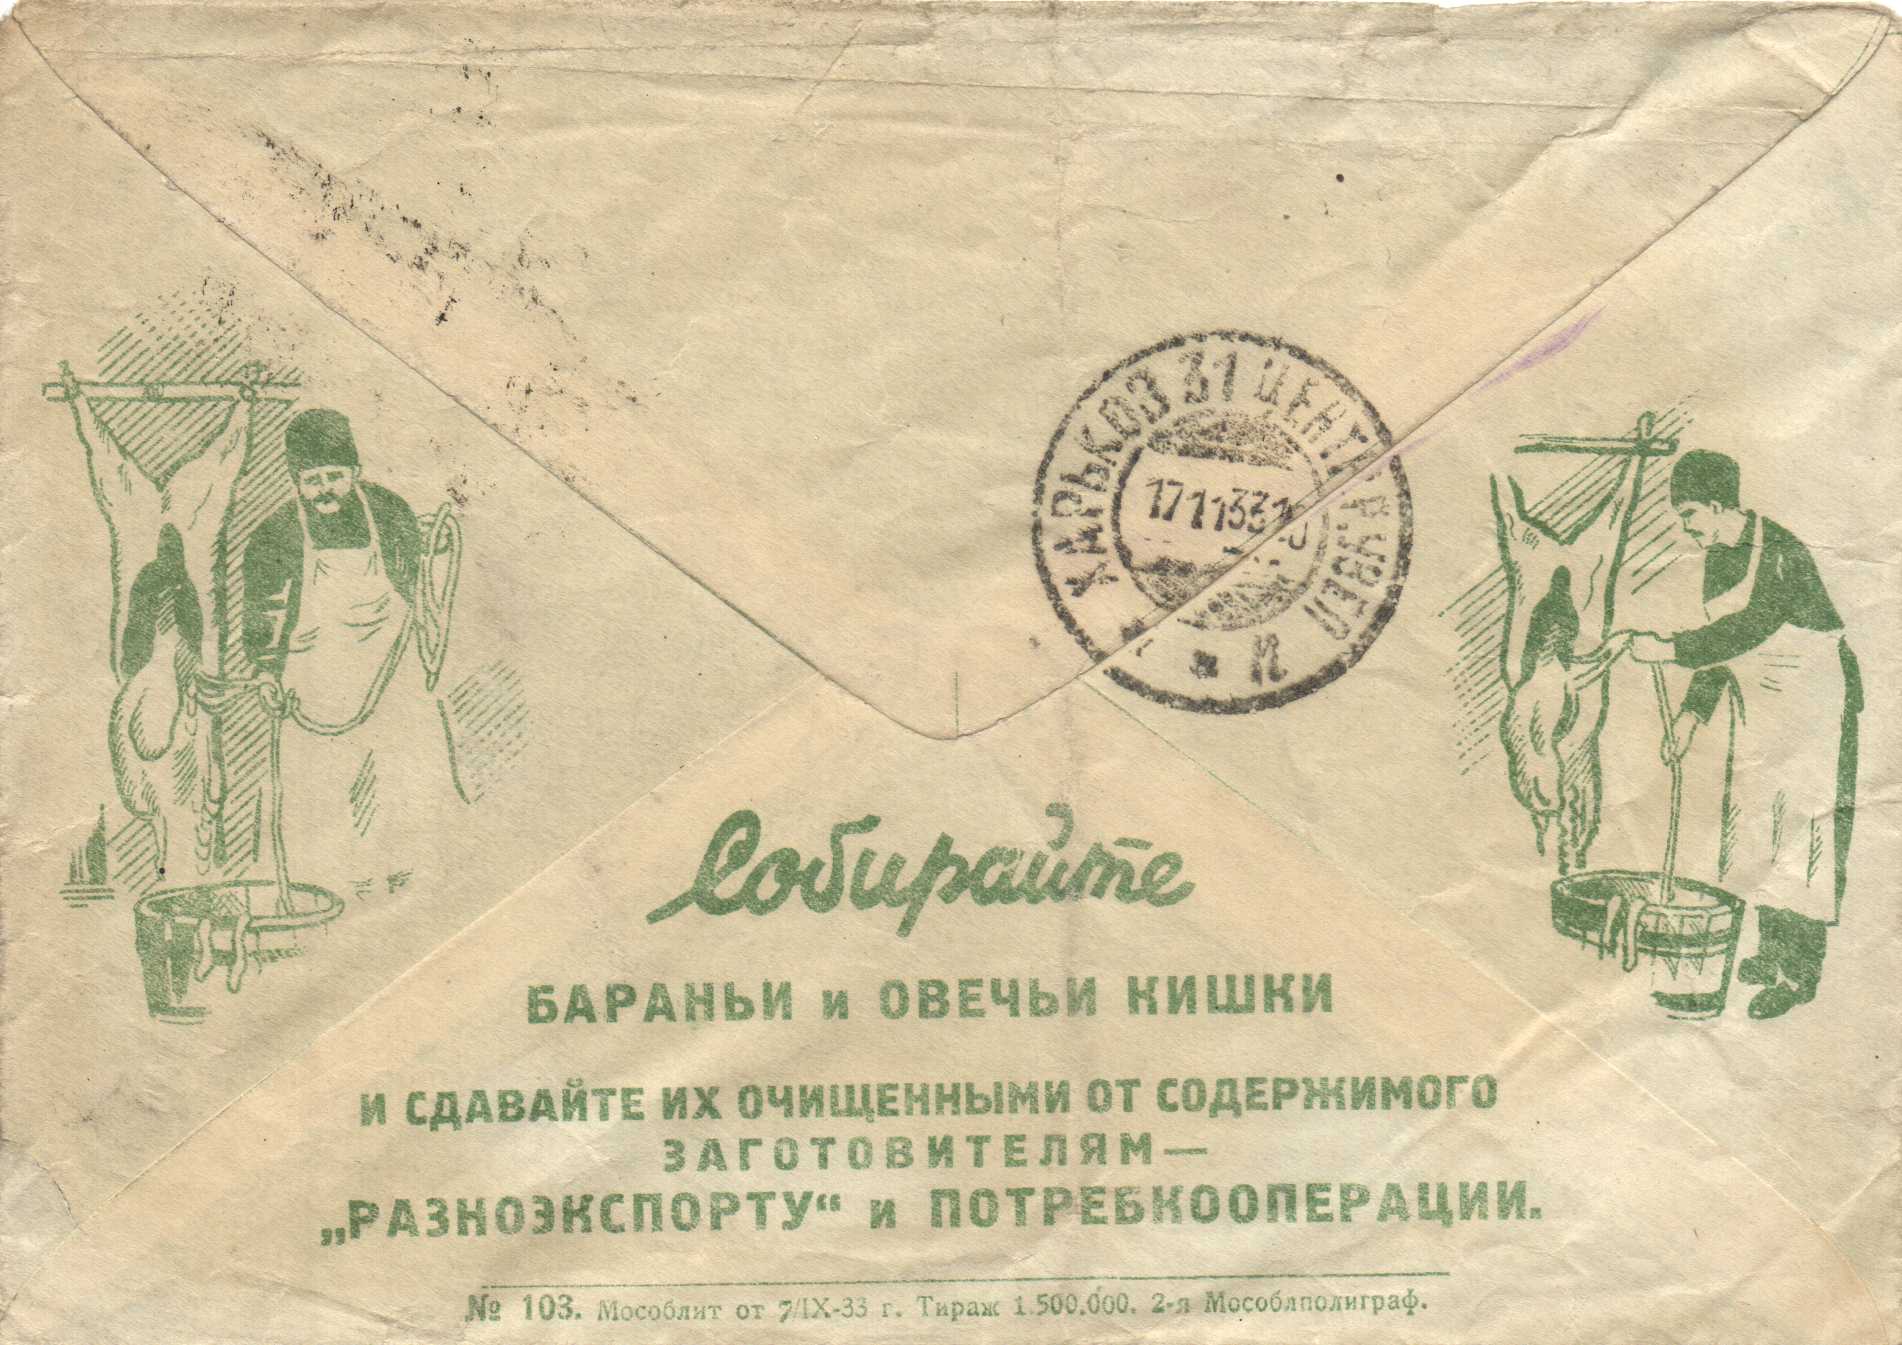 ХАРЬКОВ 31 ЦЕНТР
17 11 33
Собирайте
БАРАНЬИ и ОВЕЧЬИ КИШКИ
И СДАВАЙТЕ ИХ ОЧИЩЕННЫМИ ОТ СОДЕРЖИМОГО
ЗАГОТОВИТЕЛЯМ—
„РАЗНОЭКСПОРТУ“ и ПОТРЕБКООПЕРАЦИИ.
№ 103. Мособлит от 7/IX-33 г. Тираж 1.500.000. 2-я Мособлполиграф.